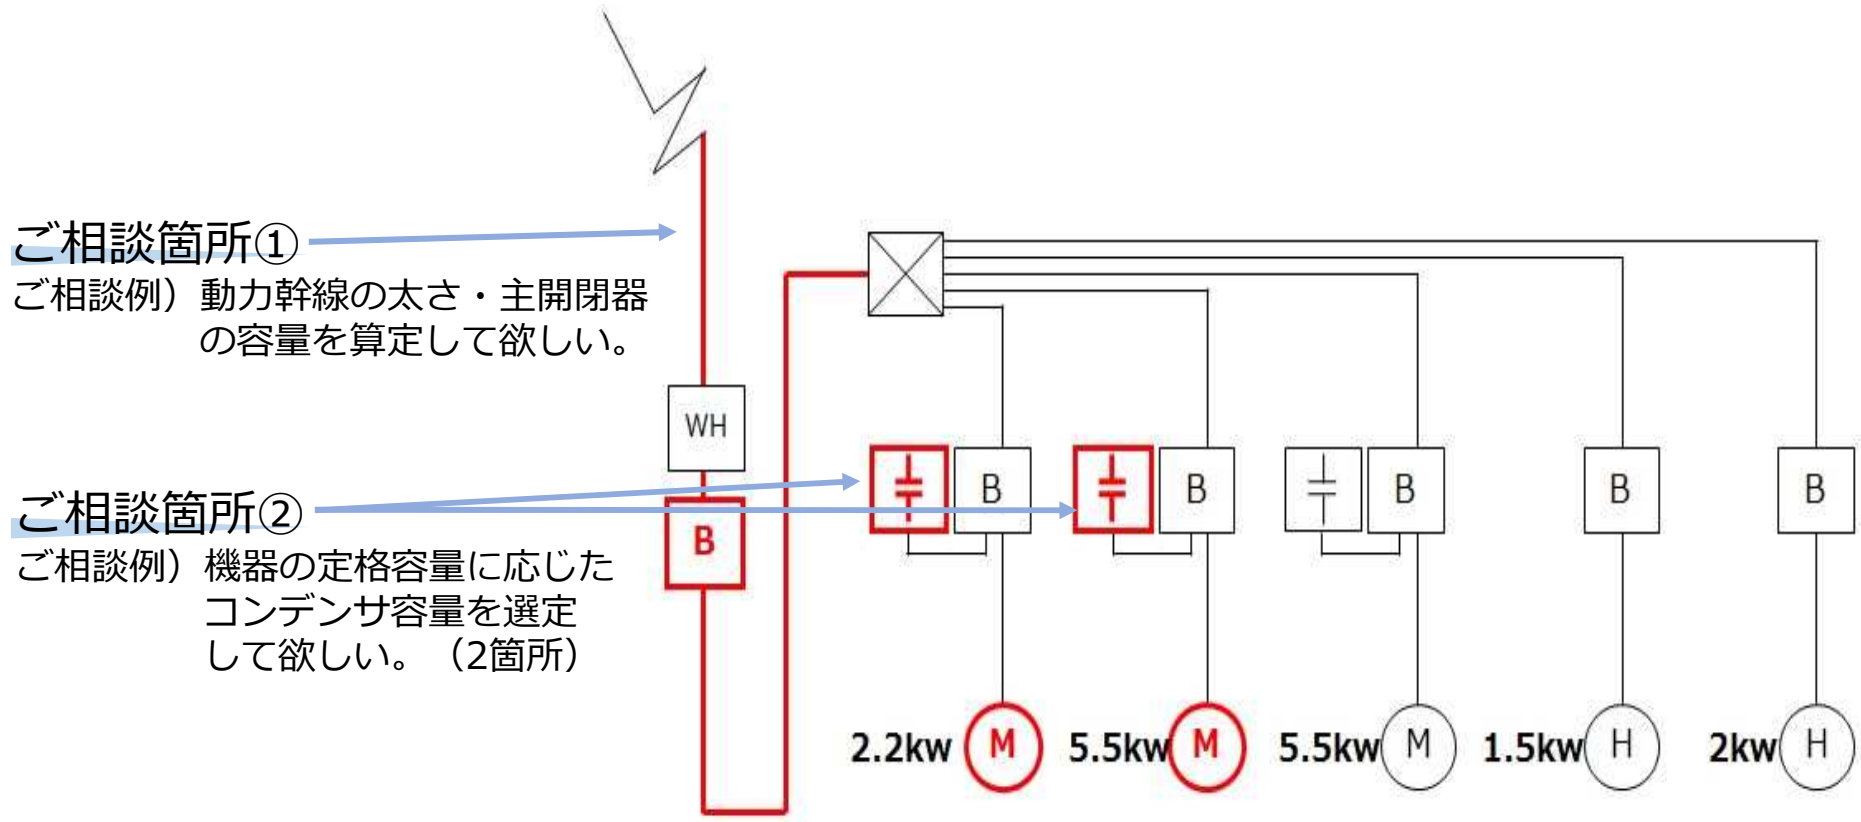 ご相談箇所①
ご相談例）動力幹線の太さ・主開閉器
の容量を算定して欲しい。
WH
ご相談箇所②
ご相談例）機器の定格容量に応じた
コンデンサ容量を選定
して欲しい。（2箇所）
B
B
B
B
B
B
2.2kw M
5.5kw M
5.5kw M
1.5kw H
2kw H